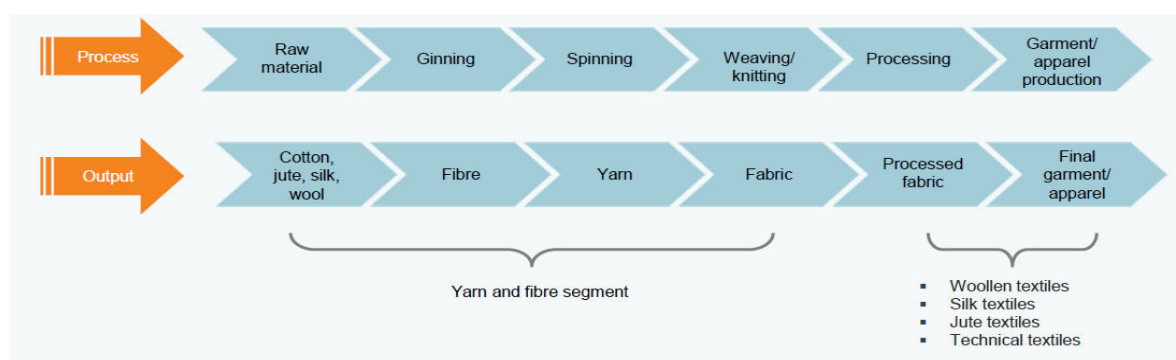 Process
Raw
material
Ginning
Spinning
Weaving/
knitting
Processing
Garment/
apparel
production
Output
Cotton,
jute, silk,
wool
Fibre
Yarn
Fabric
Processed
fabric
Final
garment/
apparel
Yarn and fibre segment
▪ Woollen textiles
▪ Silk textiles
▪ Jute textiles
▪ Technical textiles